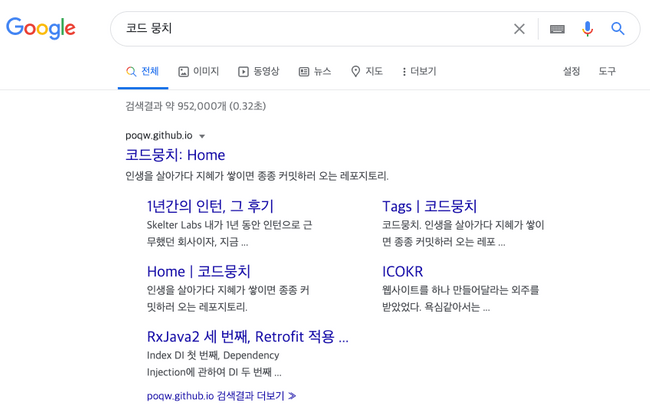 Google
코드 뭉치
전체
이미지
동영상
뉴스
지도
더보기
설정
도구
검색결과 약 952,000개 (0.32초)
poqw.github.io
코드뭉치: Home
인생을 살아가다 지혜가 쌓이면 종종 커밋하러 오는 레포지토리.
1년간의 인턴, 그 후기
Skelter Labs 내가 1년 동안 인턴으로 근
무했던 회사이자, 지금 ...
Tags | 코드뭉치
코드뭉치. 인생을 살아가다 지혜가 쌓이
면 종종 커밋하러 오는 레포 ...
Home | 코드뭉치
인생을 살아가다 지혜가 쌓이면 종종 커
밋하러 오는 레포지토리.
ICOKR
웹사이트를 하나 만들어달라는 외주를
받았었다. 욕심같아서는 ...
RxJava2 세 번째, Retrofit 적용 ...
Index DI 첫 번째, Dependency
Injection에 관하여 DI 두 번째 ...
poqw.github.io 검색결과 더보기 »